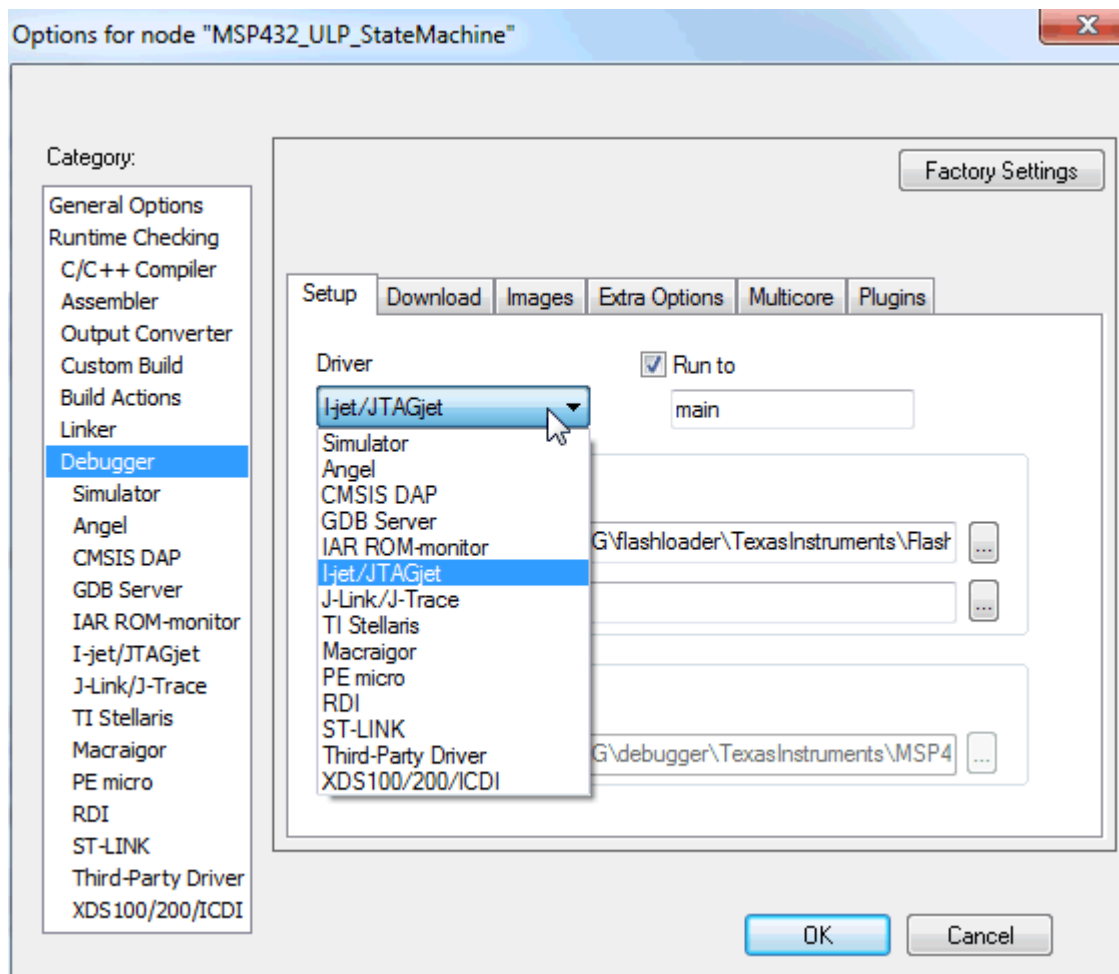 Options for node "MSP432_ULP_StateMachine"
Category:
General Options
Runtime Checking
C/C++ Compiler
Assembler
Output Converter
Custom Build
Build Actions
Linker
Debugger
Simulator
Angel
CMSIS DAP
GDB Server
IAR ROM-monitor
I-jet/JTAGjet
J-Link/J-Trace
TI Stellaris
Macraigor
PE micro
RDI
ST-LINK
Third-Party Driver
XDS100/200/ICDI
Factory Settings
Setup Download Images Extra Options Multicore Plugins
Driver
Run to
I-jet/JTAGjet
main
Simulator
Angel
CMSIS DAP
GDB Server
IAR ROM-monitor
I-jet/JTAGjet
J-Link/J-Trace
TI Stellaris
Macraigor
PE micro
RDI
ST-LINK
Third-Party Driver
XDS100/200/ICDI
G\flashloader\TexasInstruments\Flash
...
...
G\debugger\TexasInstruments\MSP4
...
OK Cancel